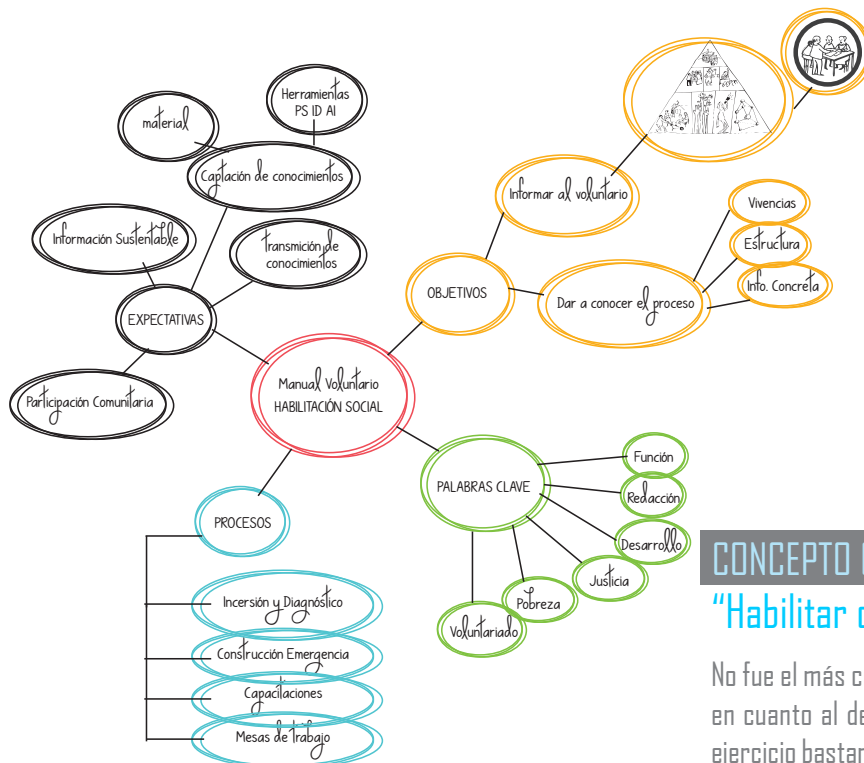 Herramientas
PS ID AI
material
Captación de conocimientos
Información Sustentable
transmición de
conocimientos
EXPECTATIVAS
Participación Comunitaria
Manual Voluntario
HABILITACIÓN SOCIAL
OBJETIVOS
Informar al voluntario
Dar a conocer el proceso
Vivencias
Estructura
Info. Concreta
PALABRAS CLAVE
Función
Redacción
Desarrollo
Justicia
Pobreza
Voluntariado
PROCESOS
Incersión y Diagnóstico
Construcción Emergencia
Capacitaciones
Mesas de trabajo
CONCEPTO
"Habilitar
No fue el más
en cuanto al
ejercicio